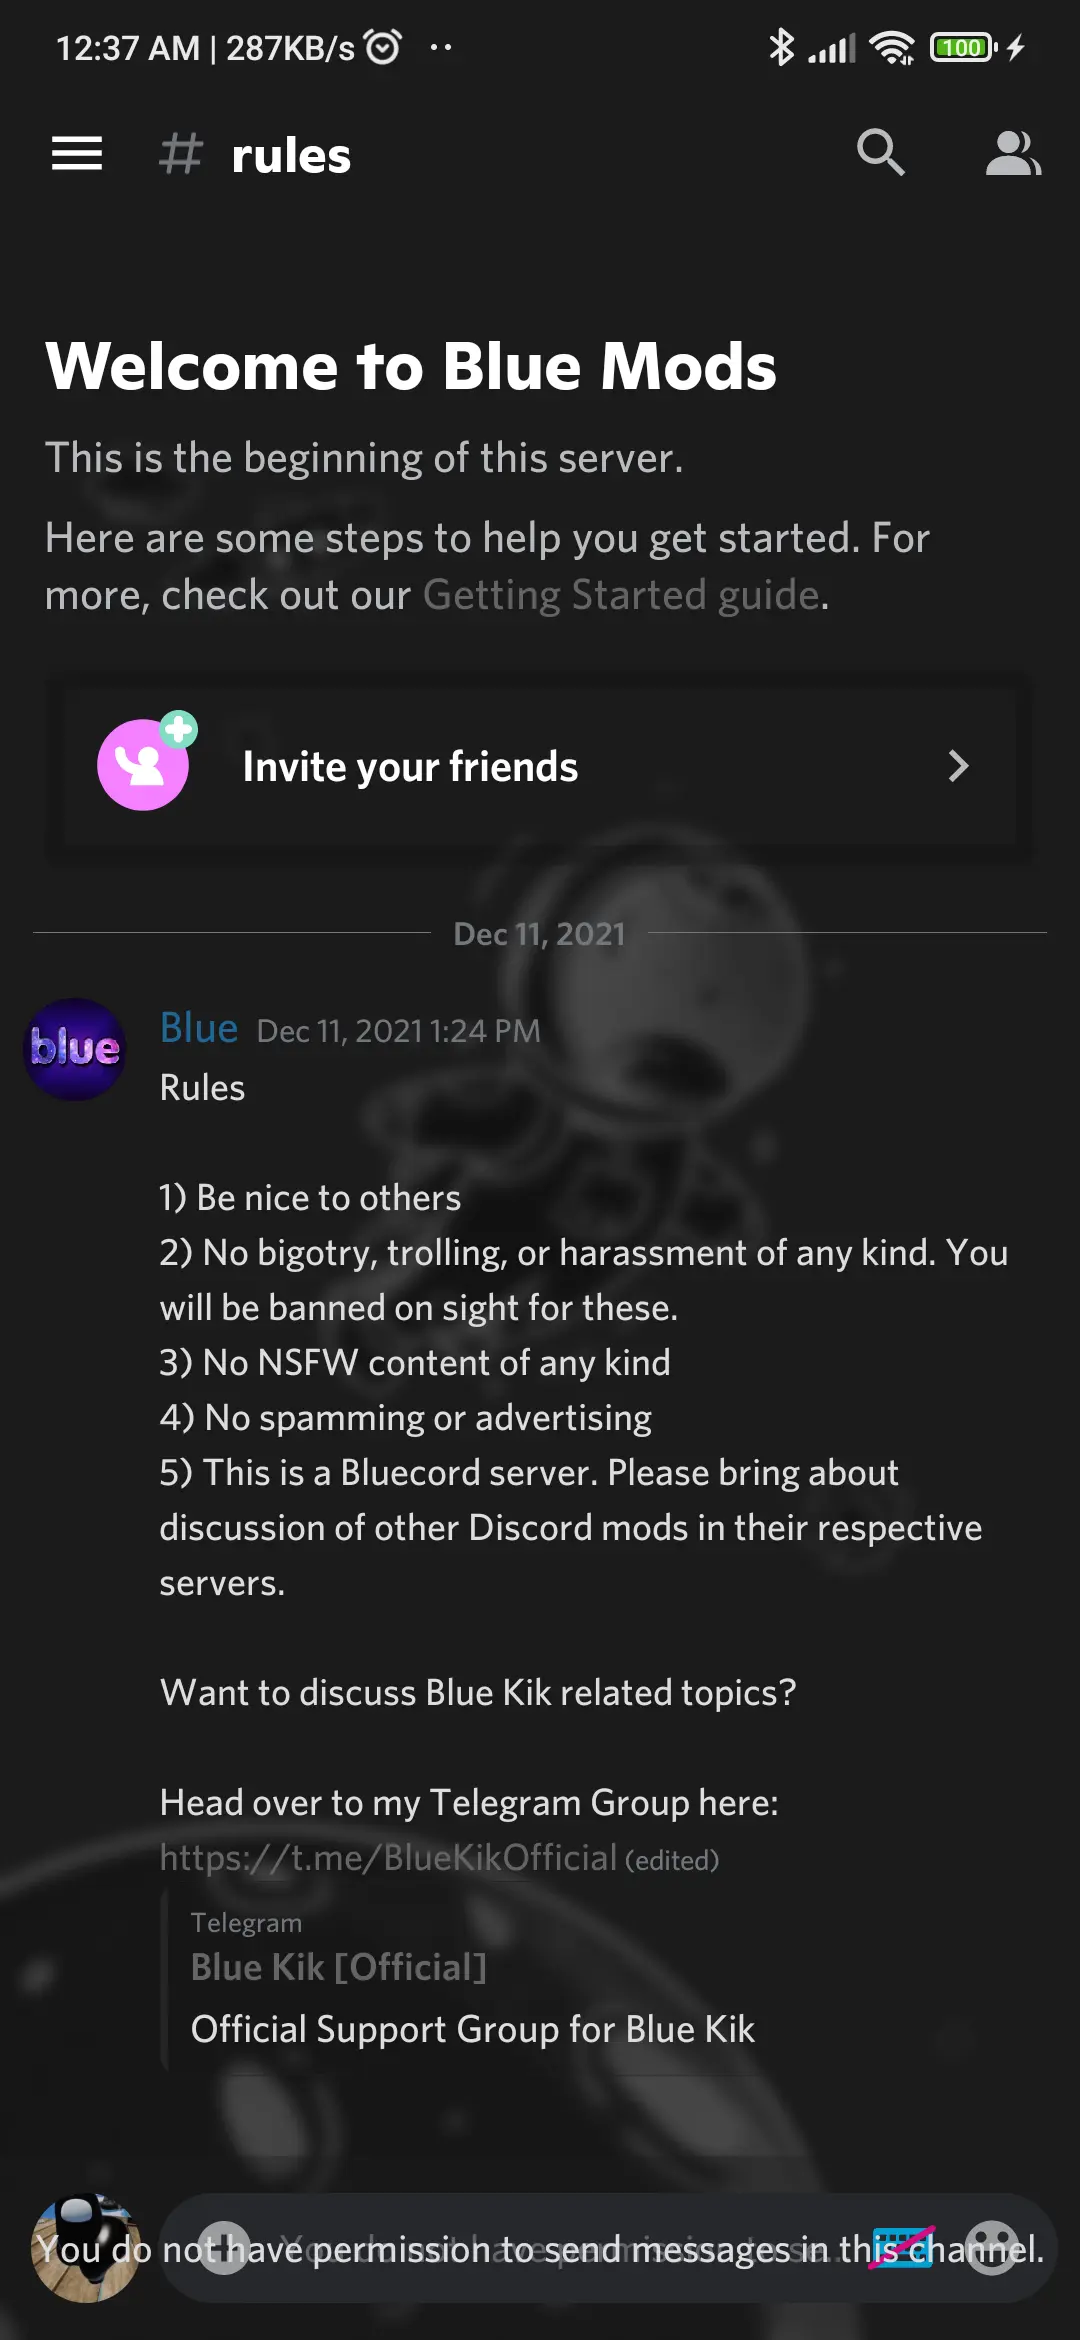 12:37 AM | 287KB/s
100
# rules
Welcome to Blue Mods
This is the beginning of this server.
Here are some steps to help you get started. For
more, check out our Getting Started guide.
Invite your friends
Dec 11, 2021
blue
Blue Dec 11, 2021 1:24 PM
Rules
1) Be nice to others
2) No bigotry, trolling, or harassment of any kind. You
will be banned on sight for these.
3) No NSFW content of any kind
4) No spamming or advertising
5) This is a Bluecord server. Please bring about
discussion of other Discord mods in their respective
servers.
Want to discuss Blue Kik related topics?
Head over to my Telegram Group here:
https://t.me/BlueKikOfficial (edited)
Telegram
Blue Kik [Official]
Official Support Group for Blue Kik
You do not have permission to send messages in this channel.